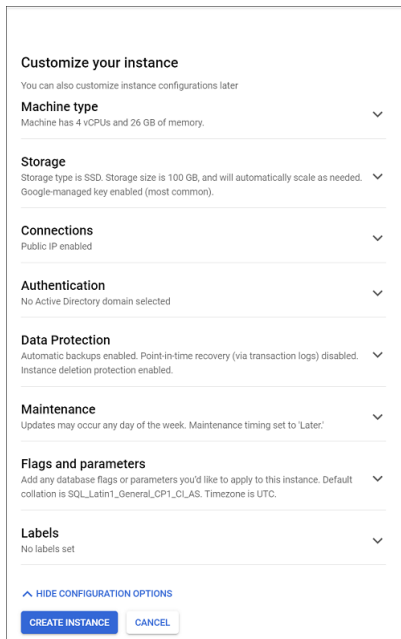 Customize your instance
You can also customize instance configurations later
Machine type
Machine has 4 vCPUs and 26 GB of memory.
Storage
Storage type is SSD. Storage size is 100 GB, and will automatically scale as needed.
Google-managed key enabled (most common).
Connections
Public IP enabled
Authentication
No Active Directory domain selected
Data Protection
Automatic backups enabled. Point-in-time recovery (via transaction logs) disabled.
Instance deletion protection enabled.
Maintenance
Updates may occur any day of the week. Maintenance timing set to 'Later.'
Flags and parameters
Add any database flags or parameters you'd like to apply to this instance. Default
collation is SQL_Latin1_General_CP1_CI_AS. Timezone is UTC.
Labels
No labels set
HIDE CONFIGURATION OPTIONS
CREATE INSTANCE CANCEL